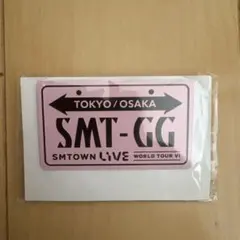 TOKYO/OSAKA
SMT-GG
SMTOWN LIVE WORLD TOUR VI